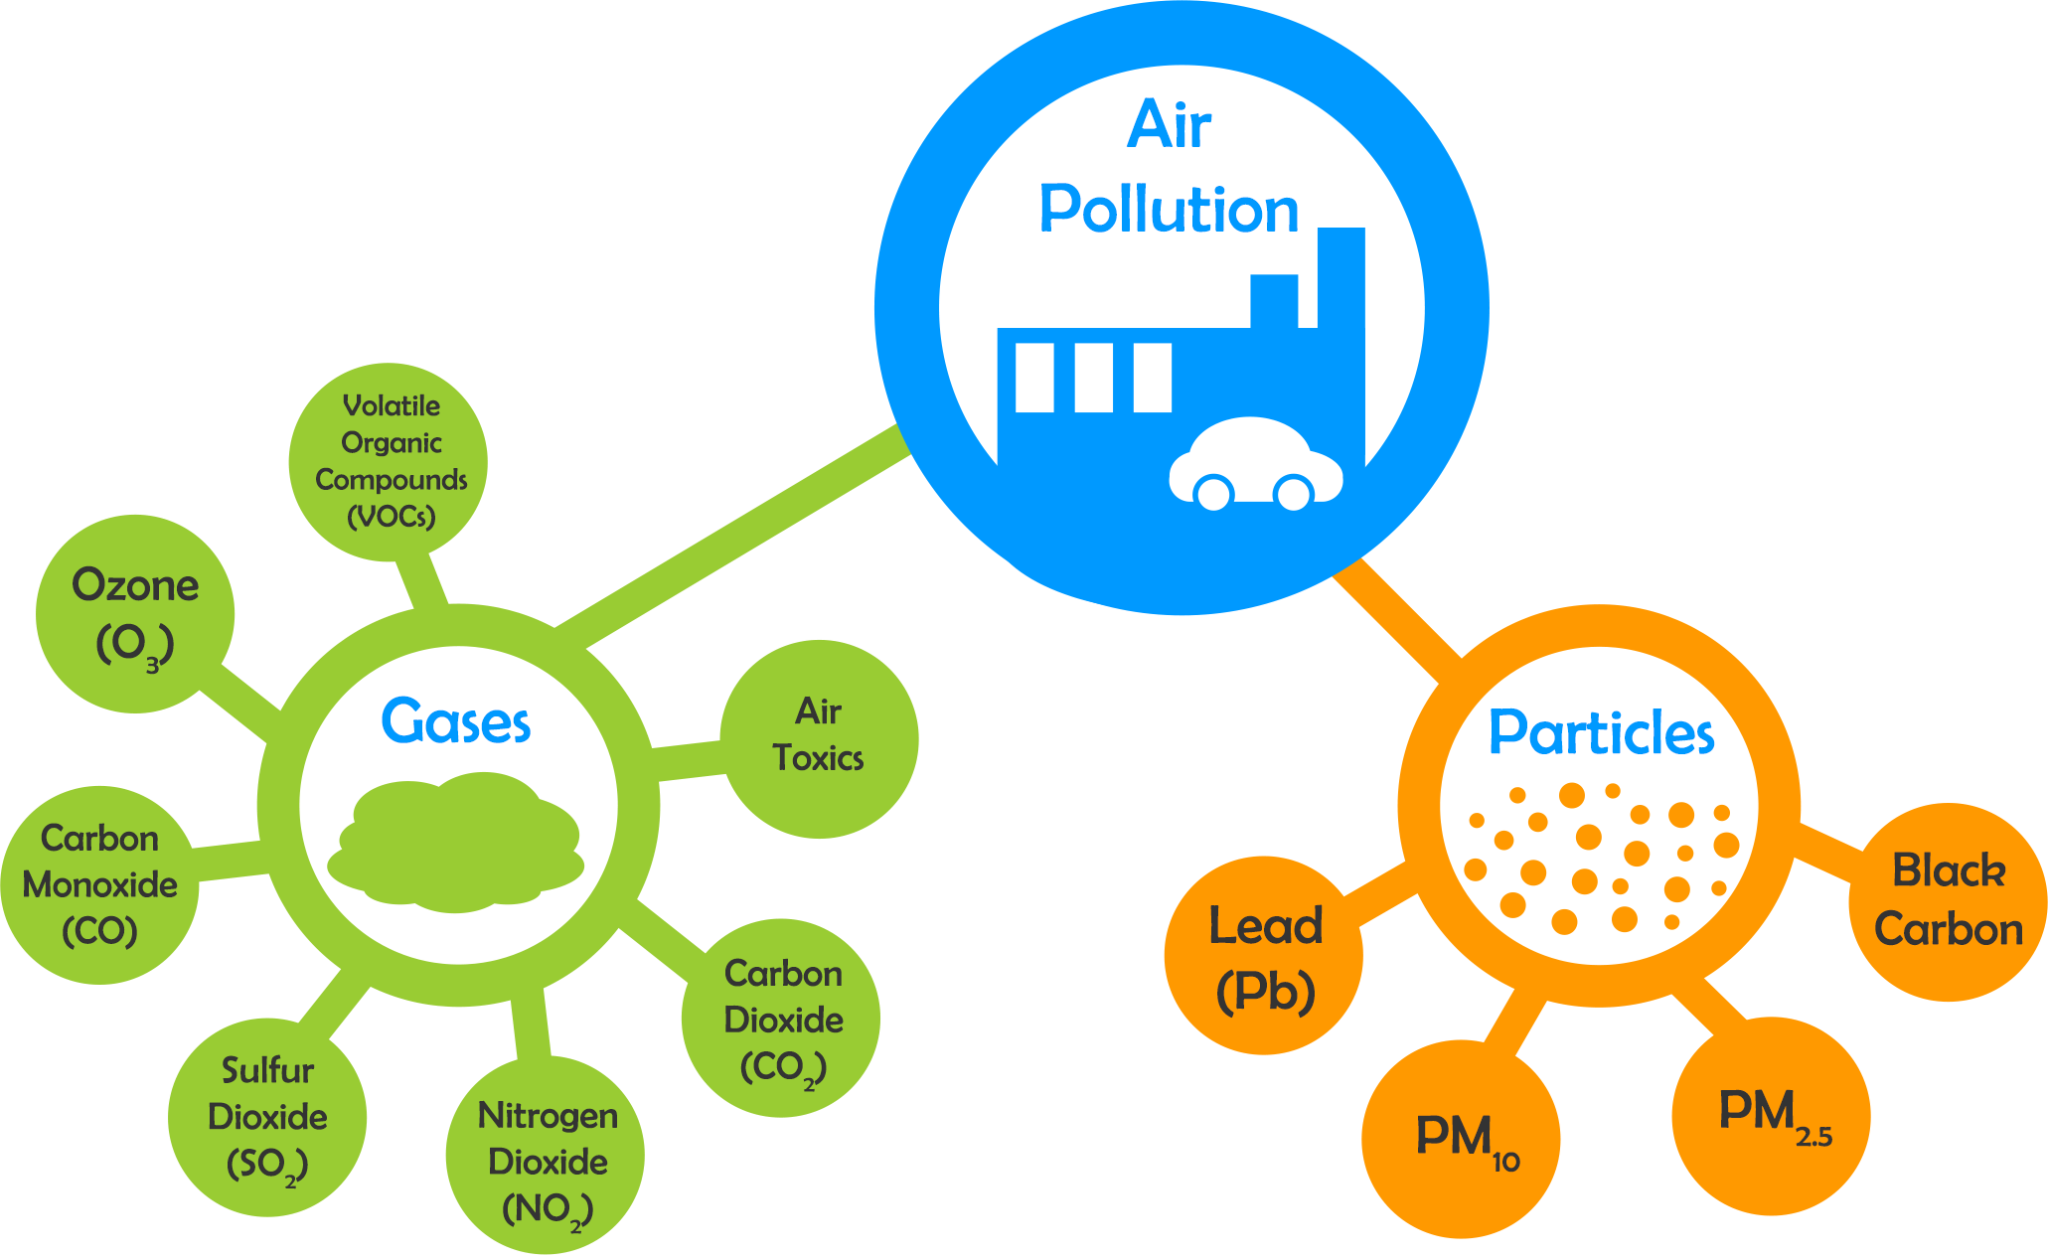 Air
Pollution
Volatile
Organic
Compounds
(VOCs)
Ozone
(O₃)
Gases
Air
Toxics
Carbon
Monoxide
(CO)
Carbon
Dioxide
(CO₂)
Sulfur
Dioxide
(SO₂)
Nitrogen
Dioxide
(NO₂)
Particles
Lead
(Pb)
Black
Carbon
PM₁₀
PM₂.₅